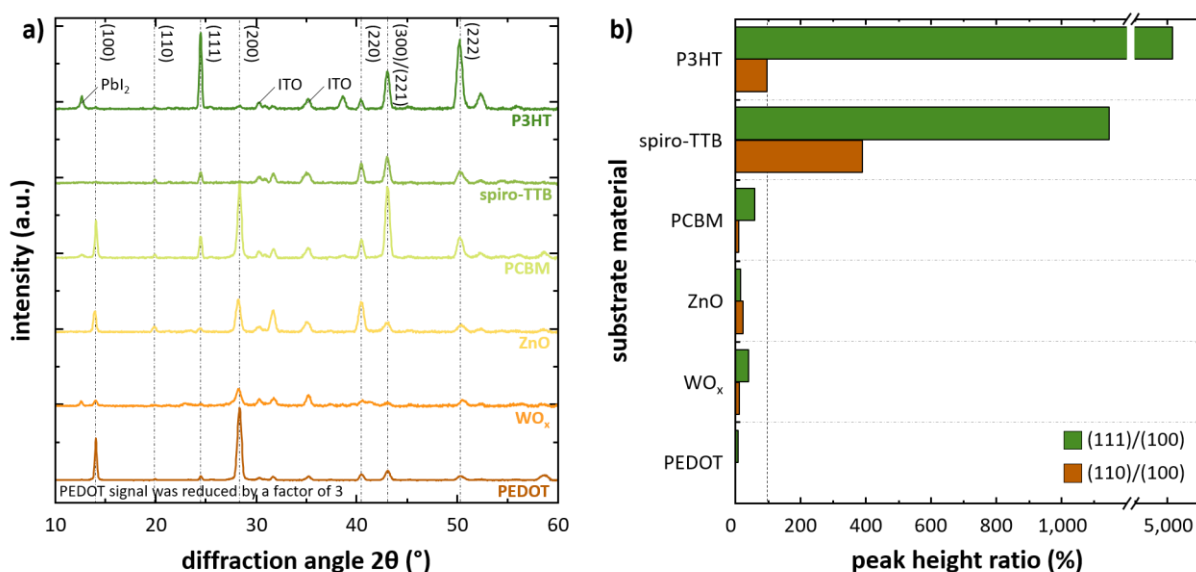 a)
(100)
(110)
(111)
(200)
(220)
(300)/(221)
(222)
PbI₂
ITO
ITO
P3HT
spiro-TTB
PCBM
ZnO
WOₓ
PEDOT
PEDOT signal was reduced by a factor of 3
intensity (a.u.)
10 20 30 40 50 60
diffraction angle 2θ (°)
b)
substrate material
P3HT
spiro-TTB
PCBM
ZnO
WOₓ
PEDOT
(111)/(100)
(110)/(100)
0 200 400 600 800 1,000 5,000
peak height ratio (%)